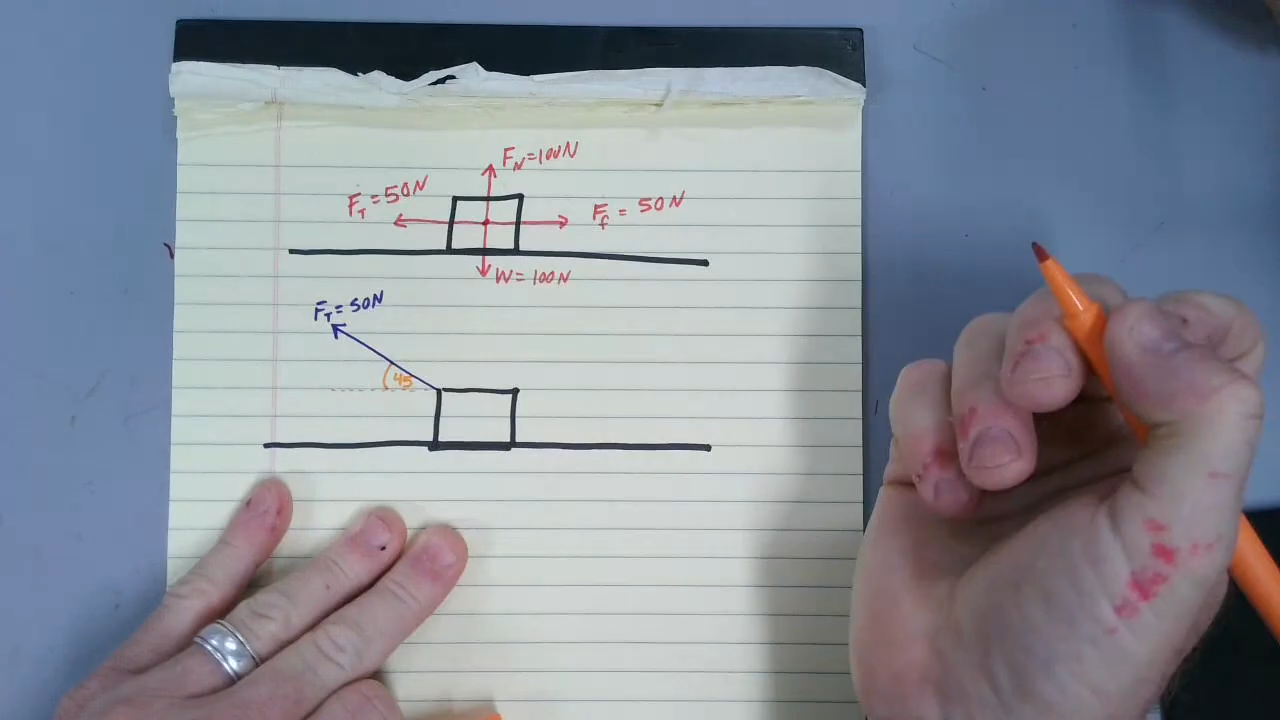 F_N = 100N
F_T = 50N
F_f = 50N
W = 100N
F_T = 50N
45